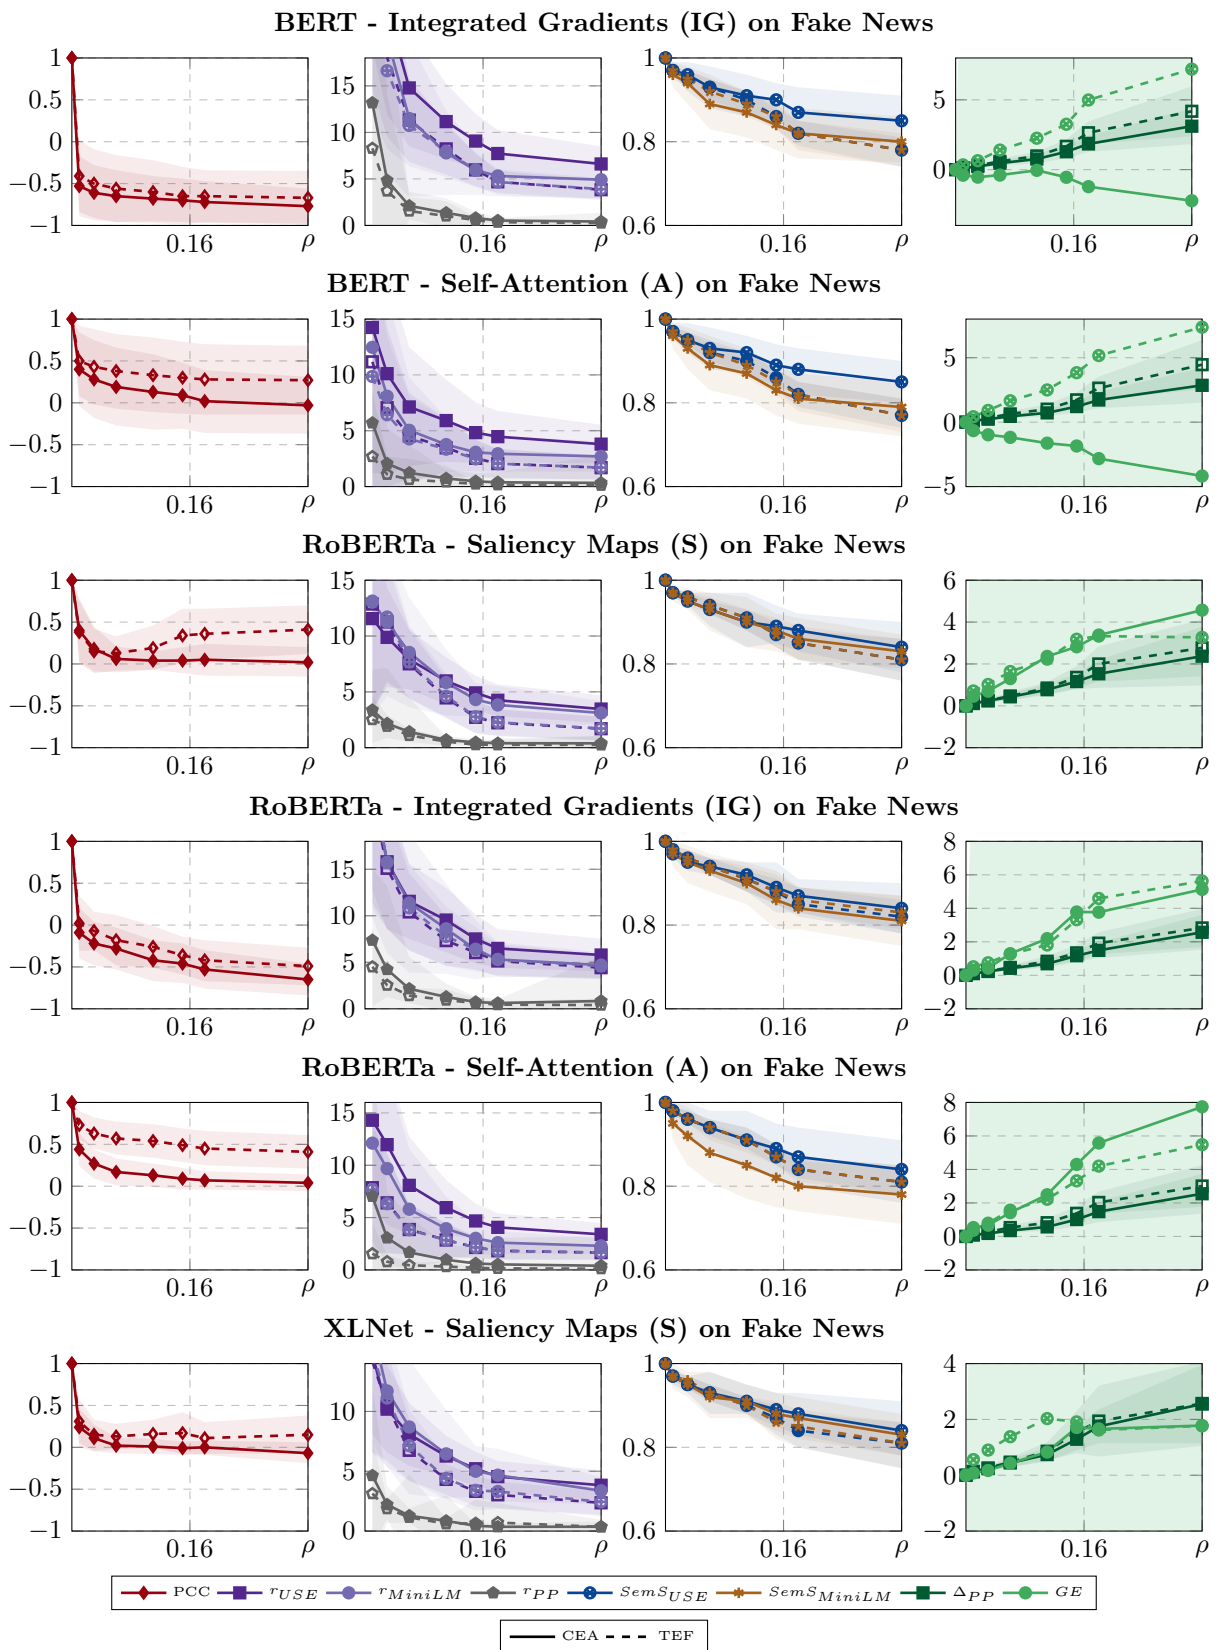 BERT - Integrated Gradients (IG) on Fake News
1 0.5 0 −0.5 −1 0.16 ρ
15 10 5 0 0.16 ρ
1 0.8 0.6 0.16 ρ
5 0 0.16 ρ
BERT - Self-Attention (A) on Fake News
1 0.5 0 −0.5 −1 0.16 ρ
15 10 5 0 0.16 ρ
1 0.8 0.6 0.16 ρ
5 0 −5 0.16 ρ
RoBERTa - Saliency Maps (S) on Fake News
1 0.5 0 −0.5 −1 0.16 ρ
15 10 5 0 0.16 ρ
1 0.8 0.6 0.16 ρ
6 4 2 0 −2 0.16 ρ
RoBERTa - Integrated Gradients (IG) on Fake News
1 0.5 0 −0.5 −1 0.16 ρ
15 10 5 0 0.16 ρ
1 0.8 0.6 0.16 ρ
8 6 4 2 0 −2 0.16 ρ
RoBERTa - Self-Attention (A) on Fake News
1 0.5 0 −0.5 −1 0.16 ρ
15 10 5 0 0.16 ρ
1 0.8 0.6 0.16 ρ
8 6 4 2 0 −2 0.16 ρ
XLNet - Saliency Maps (S) on Fake News
1 0.5 0 −0.5 −1 0.16 ρ
10 5 0 0.16 ρ
1 0.8 0.6 0.16 ρ
4 2 0 −2 0.16 ρ
PCC r_USE r_MiniLM r_PP SemS_USE SemS_MiniLM Δ_PP GE
CEA TEF